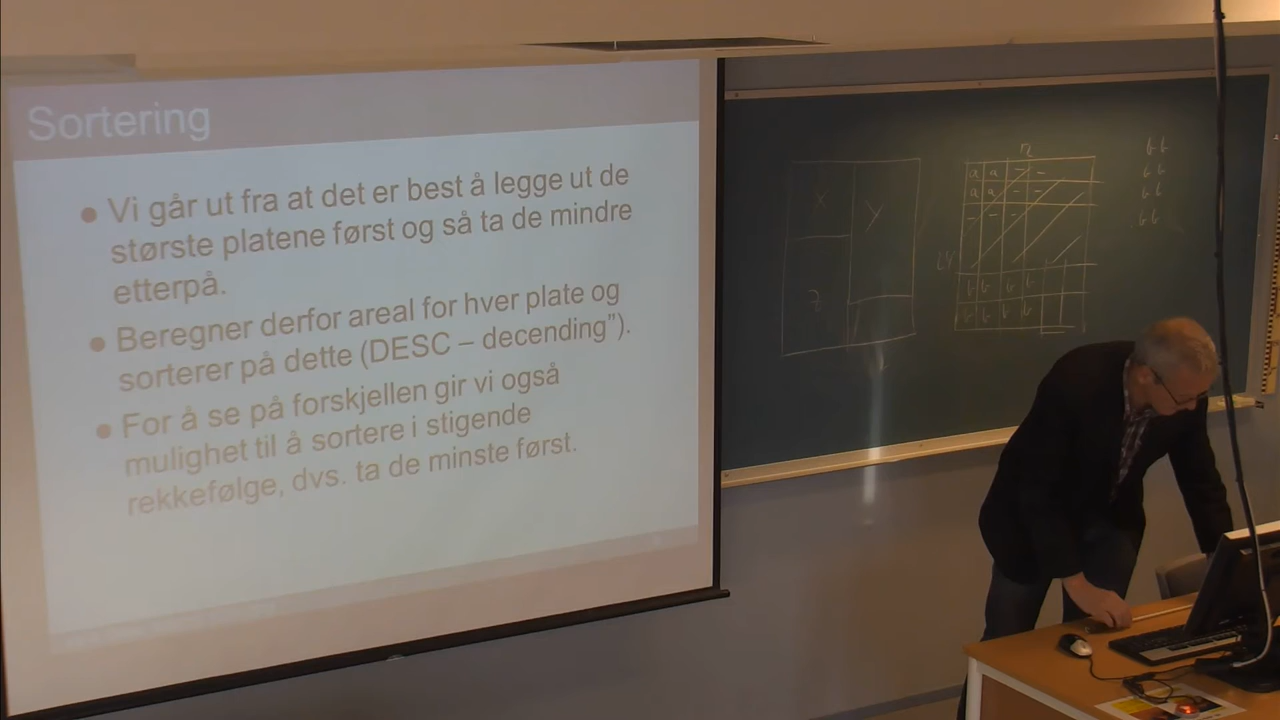 Sortering
Vi går ut fra at det er best å legge ut de
største platene først og så ta de mindre
etterpå.
Beregner derfor areal for hver plate og
sorterer på dette (DESC – decending”).
For å se på forskjellen gir vi også
mulighet til å sortere i stigende
rekkefølge, dvs. ta de minste først.
X
Y
a a - -
a a
- - -
b b b b
b b b b
b b
b b
b b
b b